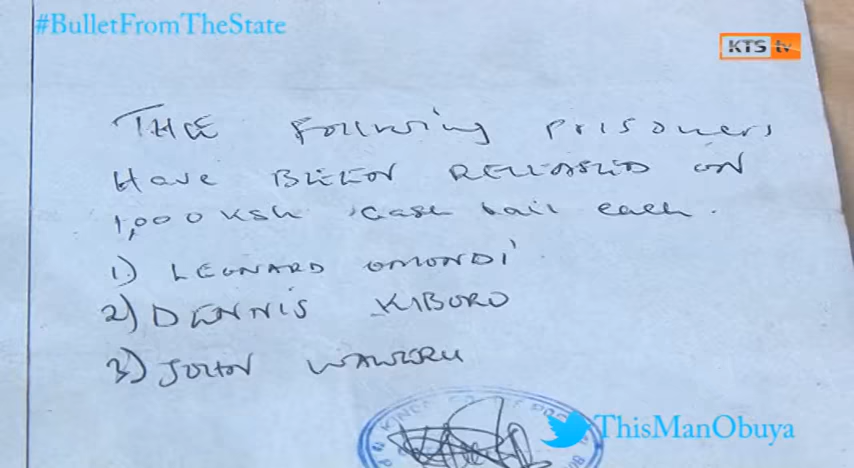 #BulletFromTheState
KTS tv
THE Following Prisoners
Have BEEN RELEASED ON
1,000 KSh Cash bail each.
1) LEONARD OMONDI
2) DENNIS KIBORO
3) JOHN WAWERU
ThisManObuya